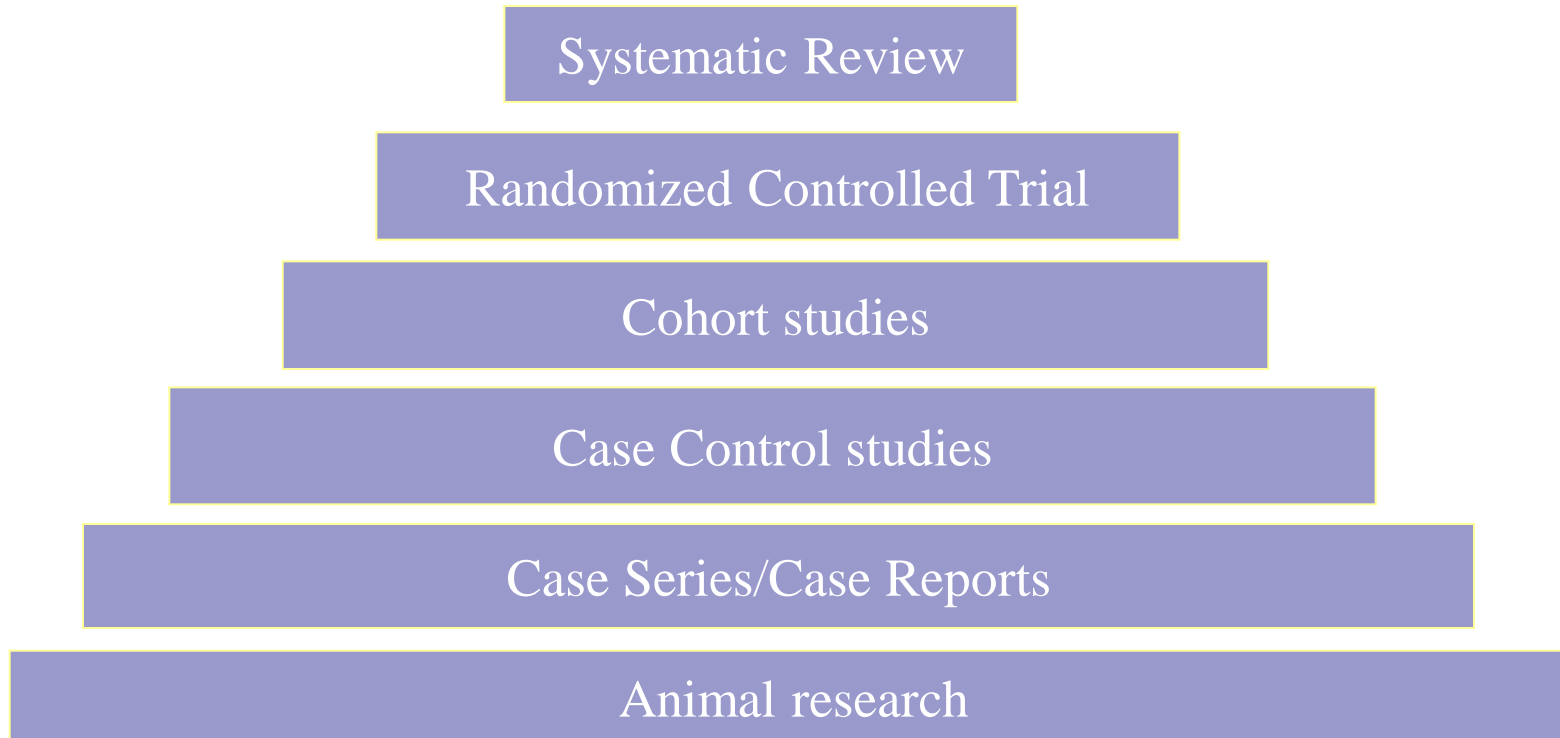 Systematic Review
Randomized Controlled Trial
Cohort studies
Case Control studies
Case Series/Case Reports
Animal research